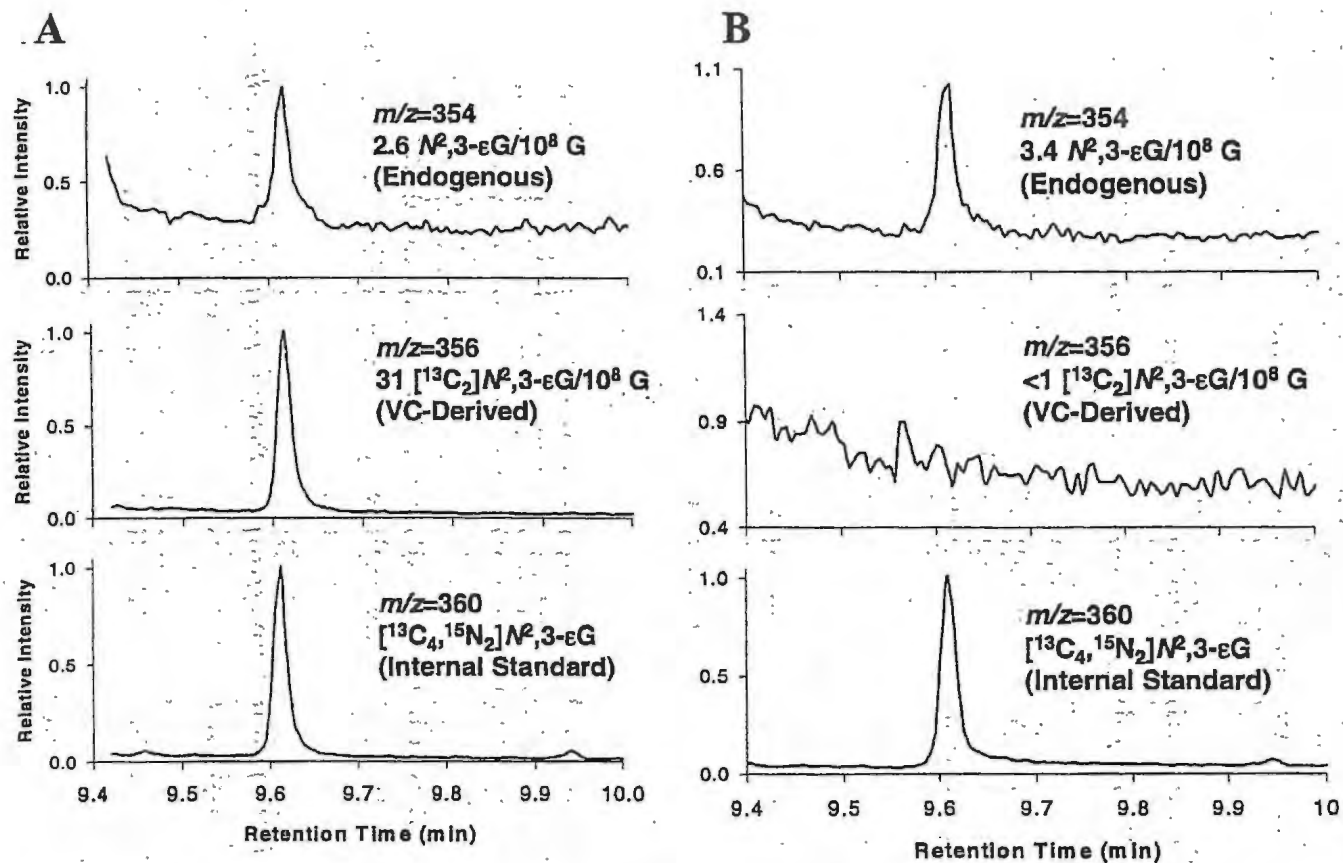 A
1.0
0.5
0.0
Relative Intensity
m/z=354
2.6 N²,3-εG/10⁸ G
(Endogenous)
1.0
0.5
0.0
Relative Intensity
m/z=356
31 [¹³C₂]N²,3-εG/10⁸ G
(VC-Derived)
1.0
0.5
0.0
Relative Intensity
m/z=360
[¹³C₄,¹⁵N₂]N²,3-εG
(Internal Standard)
9.4 9.5 9.6 9.7 9.8 9.9 10.0
Retention Time (min)
B
1.1
0.6
0.1
m/z=354
3.4 N²,3-εG/10⁸ G
(Endogenous)
1.4
0.9
0.4
m/z=356
<1 [¹³C₂]N²,3-εG/10⁸ G
(VC-Derived)
1.0
0.5
0.0
m/z=360
[¹³C₄,¹⁵N₂]N²,3-εG
(Internal Standard)
9.4 9.5 9.6 9.7 9.8 9.9 10
Retention Time (min)